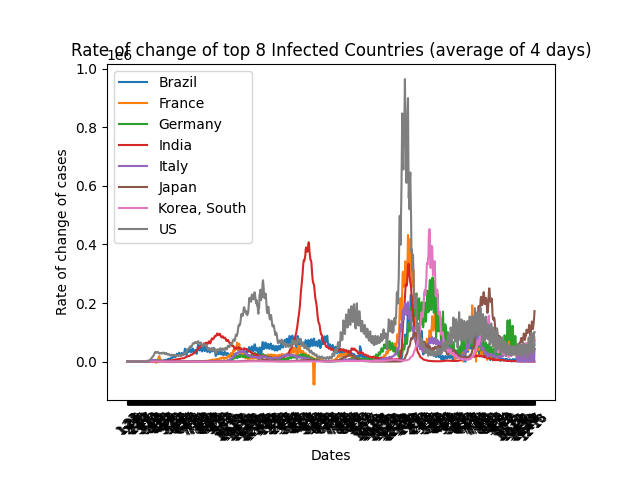 Rate of change of top 8 Infected Countries (average of 4 days)
1e6
1.0
0.8
0.6
0.4
0.2
0.0
Rate of change of cases
Brazil
France
Germany
India
Italy
Japan
Korea, South
US
Dates